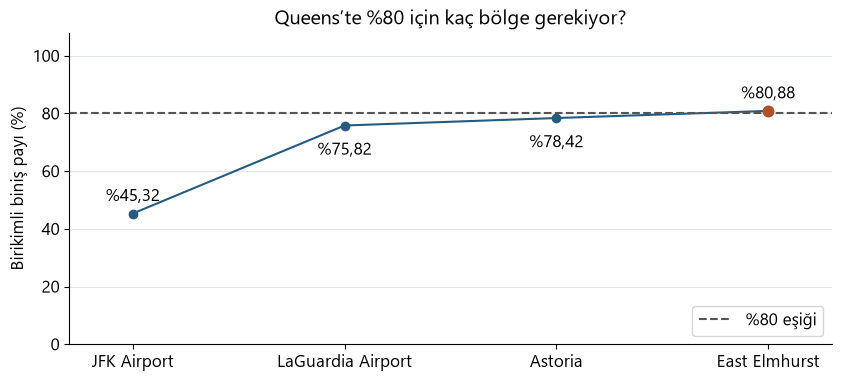 Queens’te %80 için kaç bölge gerekiyor?
Birikimli biniş payı (%)
100
80
60
40
20
0
%45,32
%75,82
%78,42
%80,88
%80 eşiği
JFK Airport
LaGuardia Airport
Astoria
East Elmhurst